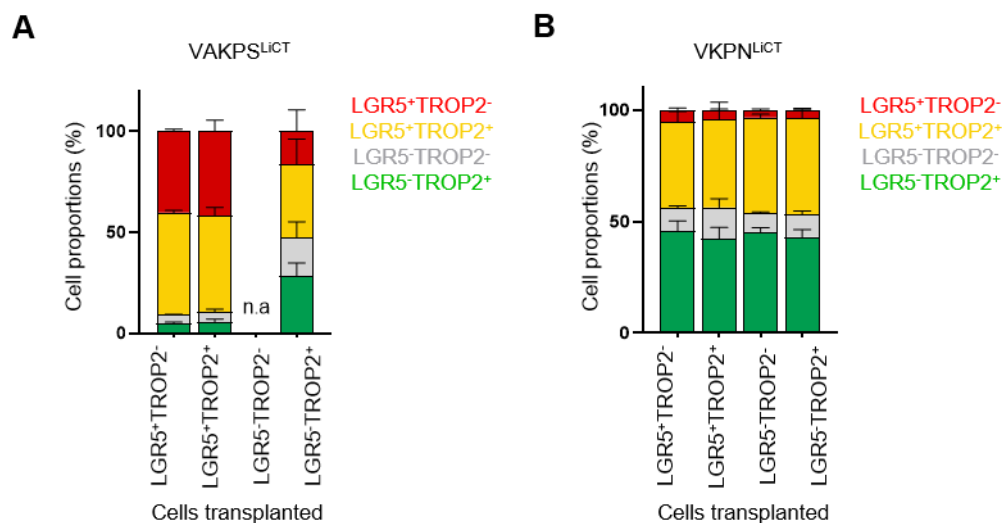 A
VAKPSᴸⁱᶜᵀ
LGR5⁺TROP2⁻
LGR5⁺TROP2⁺
LGR5⁻TROP2⁻
LGR5⁻TROP2⁺
Cell proportions (%)
100
50
0
n.a
LGR5⁺TROP2⁻
LGR5⁺TROP2⁺
LGR5⁻TROP2⁻
LGR5⁻TROP2⁺
Cells transplanted
B
VKPNᴸⁱᶜᵀ
LGR5⁺TROP2⁻
LGR5⁺TROP2⁺
LGR5⁻TROP2⁻
LGR5⁻TROP2⁺
Cell proportions (%)
100
50
0
LGR5⁺TROP2⁻
LGR5⁺TROP2⁺
LGR5⁻TROP2⁻
LGR5⁻TROP2⁺
Cells transplanted